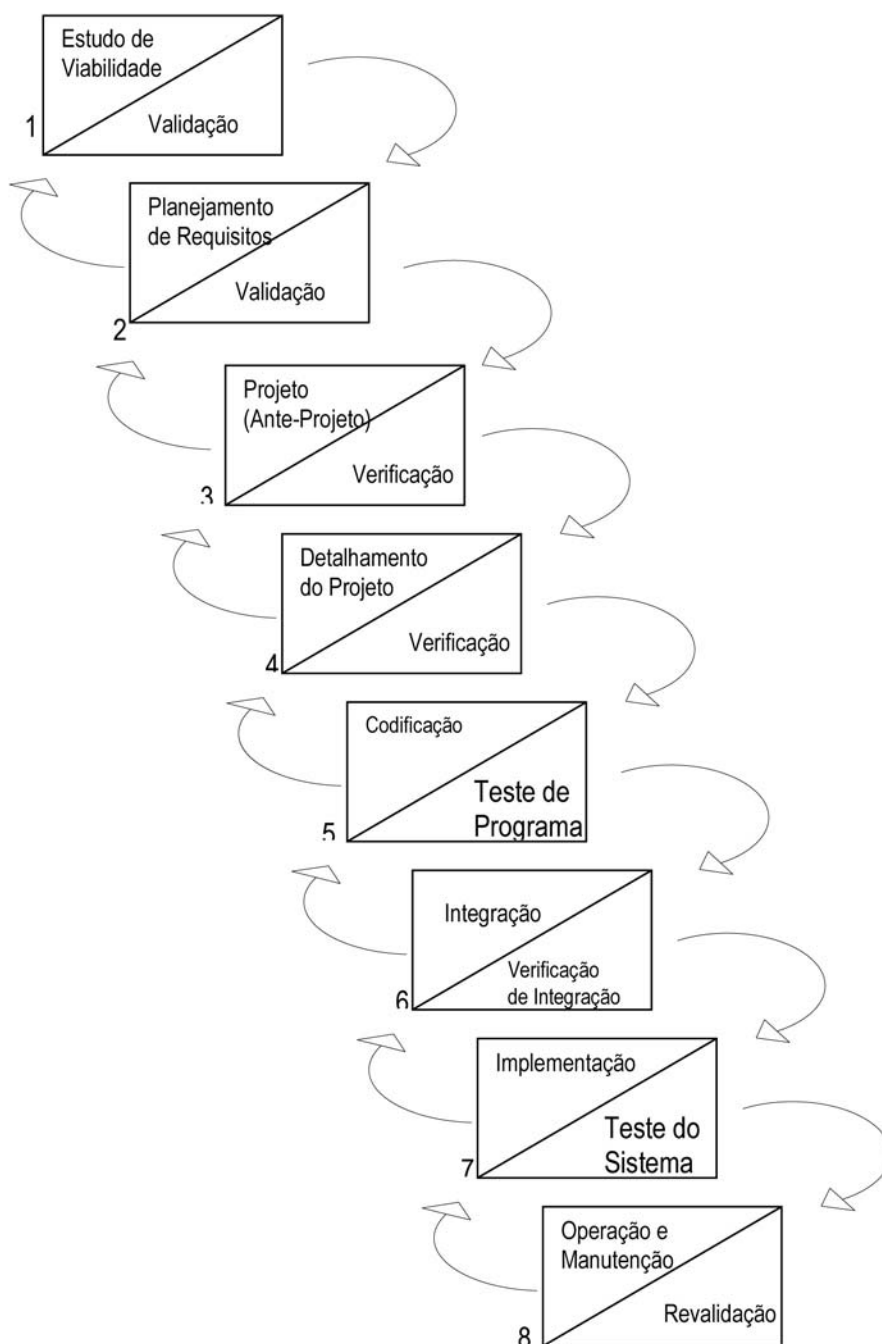 Estudo de
Viabilidade
Validação
1
Planejamento
de Requisitos
Validação
2
Projeto
(Ante-Projeto)
Verificação
3
Detalhamento
do Projeto
Verificação
4
Codificação
Teste de
Programa
5
Integração
Verificação
de Integração
6
Implementação
Teste do
Sistema
7
Operação e
Manutenção
Revalidação
8